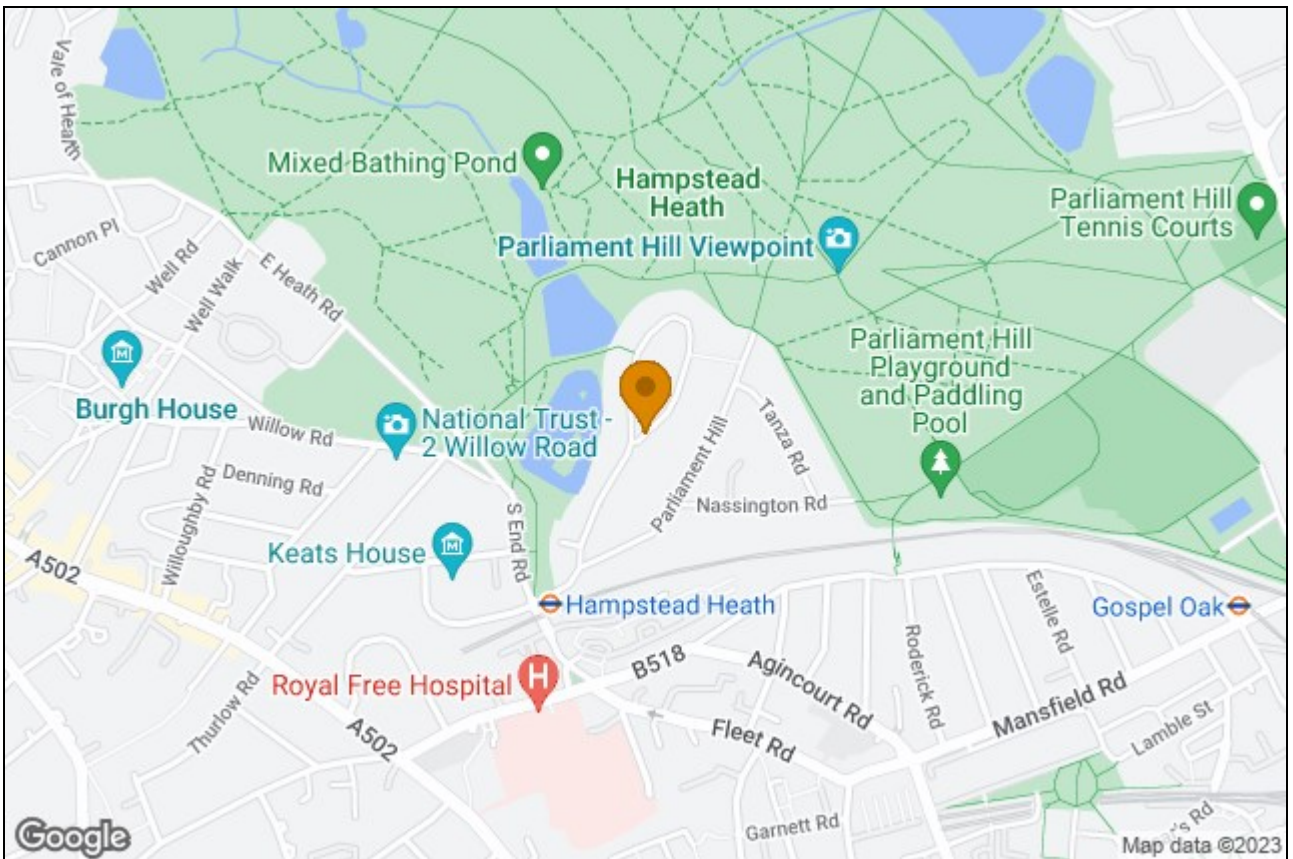 Vale of Health
Mixed Bathing Pond
Hampstead
Heath
Parliament Hill
Tennis Courts
Cannon Pl
Well Rd
Well Walk
E Heath Rd
Parliament Hill Viewpoint
Parliament Hill
Playground
and Paddling
Pool
Burgh House
Willow Rd
National Trust -
2 Willow Road
Tanza Rd
Parliament Hill
Denning Rd
Willoughby Rd
Nassington Rd
S End Rd
Keats House
A502
Hampstead Heath
Estelle Rd
Gospel Oak
Roderick Rd
B518
Royal Free Hospital
H
Agincourt Rd
Mansfield Rd
Thurlow Rd
A502
Fleet Rd
Lamble St
Garnett Rd
Google
Map data ©2023